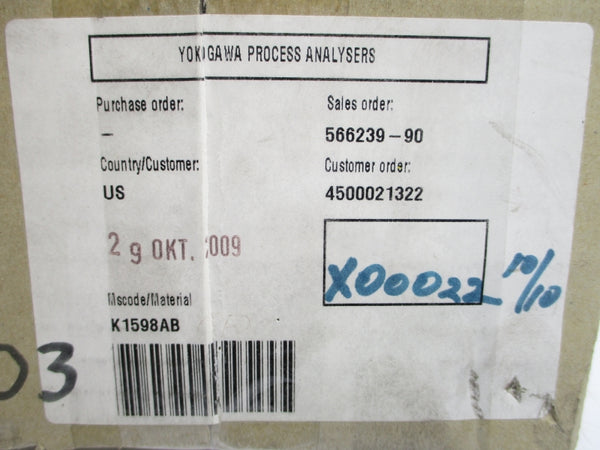 YOKOGAWA PROCESS ANALYSERS
Purchase order:
–
Country/Customer:
US
29 OKT. 2009
Mscode/Material
K1598AB
Sales order:
566239-90
Customer order:
4500021322
X00022 10/10
03